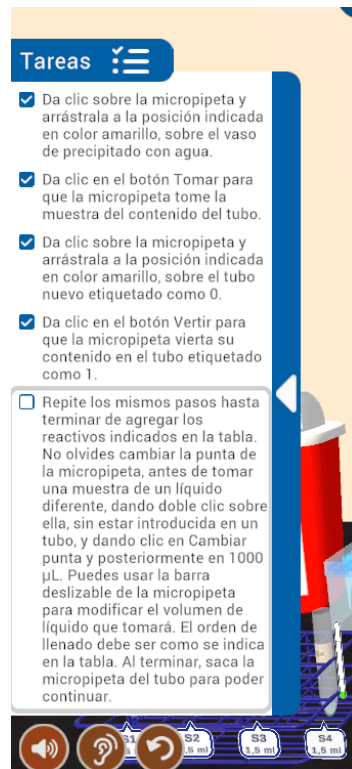 Tareas
Da clic sobre la micropipeta y
arrástrala a la posición indicada
en color amarillo, sobre el vaso
de precipitado con agua.
Da clic en el botón Tomar para
que la micropipeta tome la
muestra del contenido del tubo.
Da clic sobre la micropipeta y
arrástrala a la posición indicada
en color amarillo, sobre el tubo
nuevo etiquetado como 0.
Da clic en el botón Vertir para
que la micropipeta vierta su
contenido en el tubo etiquetado
como 1.
Repite los mismos pasos hasta
terminar de agregar los
reactivos indicados en la tabla.
No olvides cambiar la punta de
la micropipeta, antes de tomar
una muestra de un líquido
diferente, dando doble clic sobre
ella, sin estar introducida en un
tubo, y dando clic en Cambiar
punta y posteriormente en 1000
µL. Puedes usar la barra
deslizable de la micropipeta
para modificar el volumen de
líquido que tomará. El orden de
llenado debe ser como se indica
en la tabla. Al terminar, saca la
micropipeta del tubo para poder
continuar.
S1 S2 S3 S4
,5 ml 1,5 ml 1,5 ml